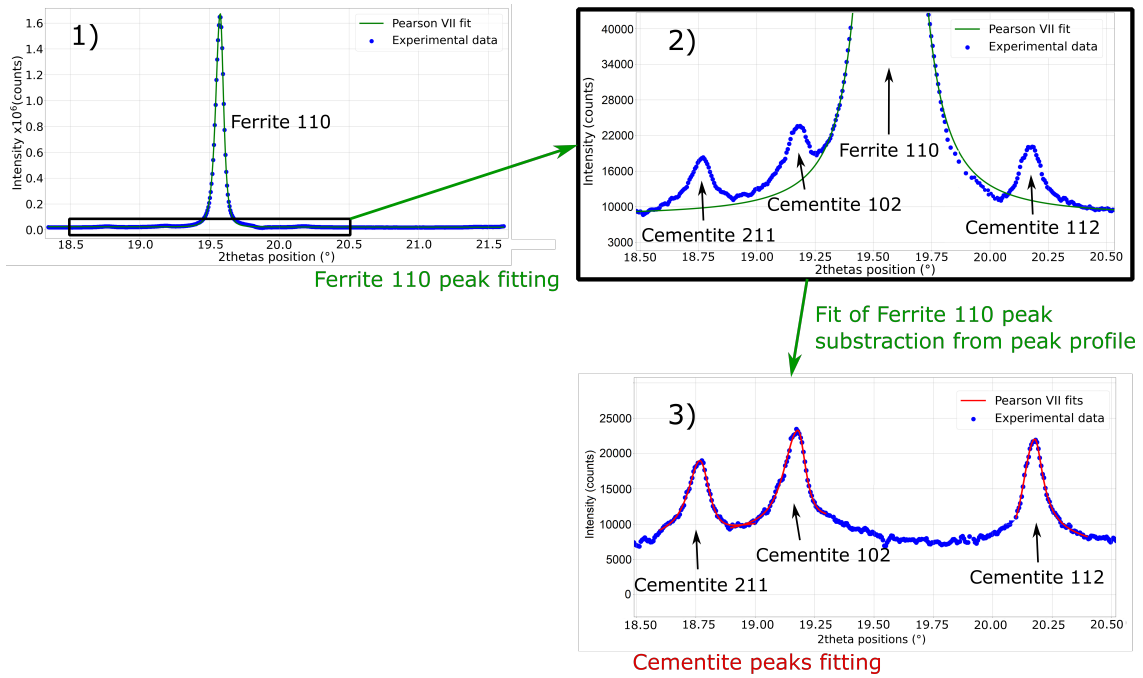 1)
Pearson VII fit
Experimental data
Ferrite 110
Intensity x10⁶(counts)
1.6
1.4
1.2
1.0
0.8
0.6
0.4
0.2
0.0
18.5 19.0 19.5 20.0 20.5 21.0 21.5
2thetas position (°)
Ferrite 110 peak fitting
2)
Pearson VII fit
Experimental data
Intensity (counts)
40000
34000
28000
22000
16000
10000
3000
Ferrite 110
Cementite 102
Cementite 211
Cementite 112
18.50 18.75 19.00 19.25 19.50 19.75 20.00 20.25 20.50
2thetas position (°)
Fit of Ferrite 110 peak
substraction from peak profile
3)
Pearson VII fits
Experimental data
Intensity (counts)
25000
20000
15000
10000
5000
0
Cementite 102
Cementite 211
Cementite 112
18.50 18.75 19.00 19.25 19.50 19.75 20.00 20.25 20.50
2theta positions (°)
Cementite peaks fitting